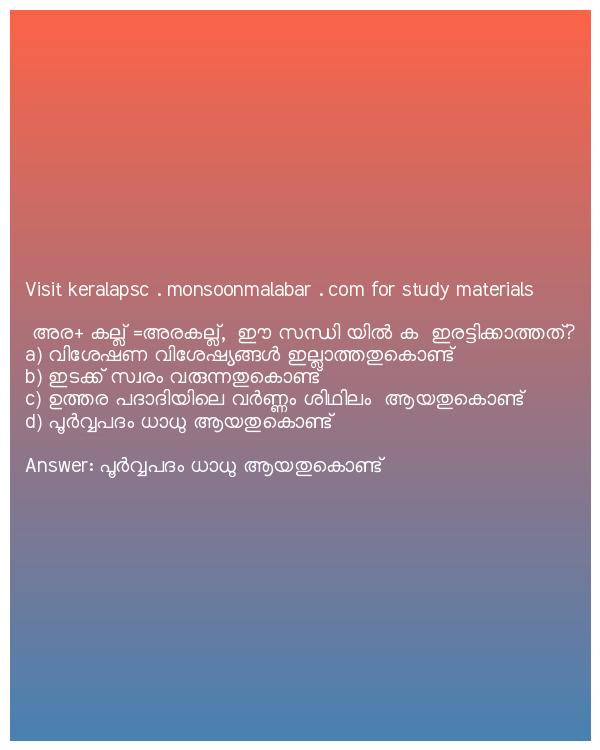 Visit keralapsc . monsoonmalabar . com for study materials
അര+ കല്ല് =അരകല്ല്, ഈ സന്ധി യിൽ ക ഇരട്ടിക്കാത്തത്?
a) വിശേഷണ വിശേഷ്യങ്ങൾ ഇല്ലാത്തതുകൊണ്ട്
b) ഇടക്ക് സ്വരം വരുന്നതുകൊണ്ട്
c) ഉത്തര പദാദിയിലെ വർണ്ണം ശിഥിലം ആയതുകൊണ്ട്
d) പൂർവ്വപദം ധാധു ആയതുകൊണ്ട്
Answer: പൂർവ്വപദം ധാധു ആയതുകൊണ്ട്